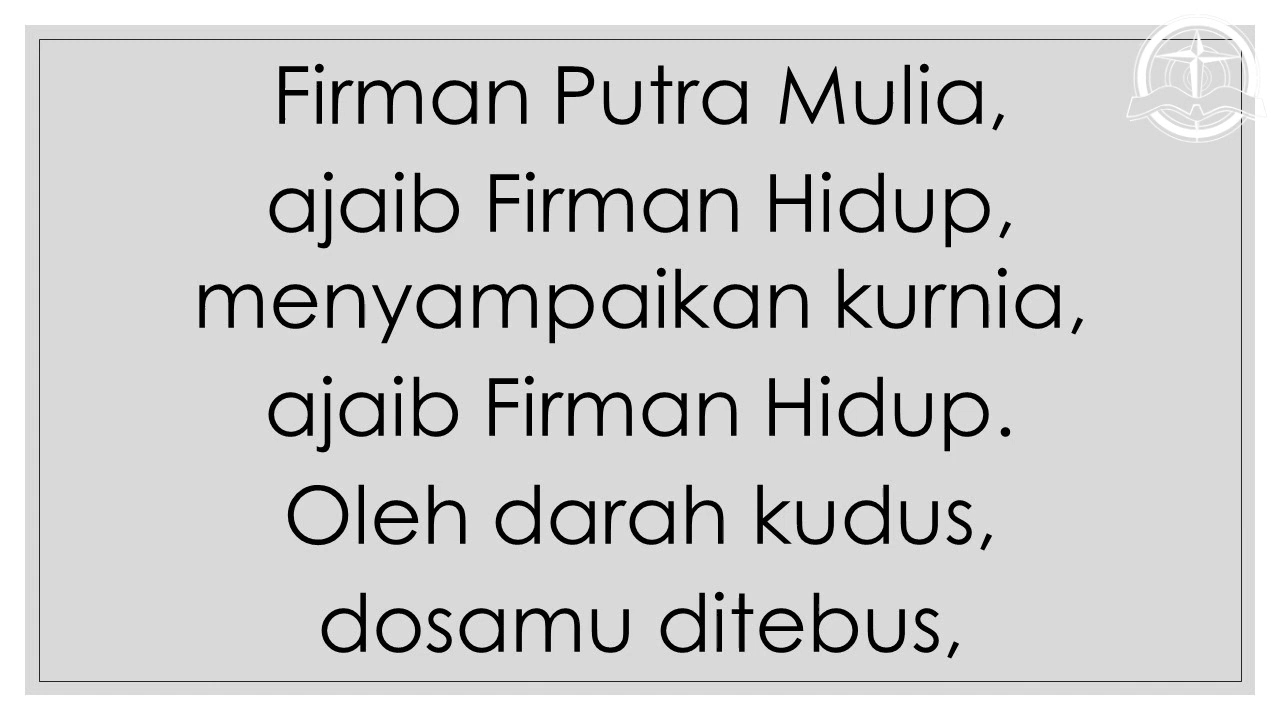 Firman Putra Mulia,
ajaib Firman Hidup,
menyampaikan kurnia,
ajaib Firman Hidup.
Oleh darah kudus,
dosamu ditebus,